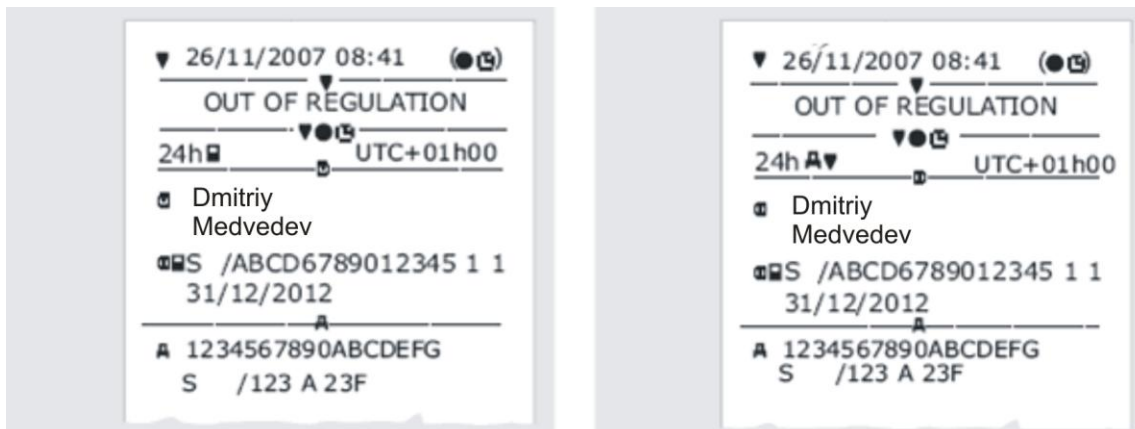 ▼ 26/11/2007 08:41 (●)
OUT OF REGULATION
▼●
24h UTC+01h00
Dmitriy
Medvedev
S /ABCD6789012345 1 1
31/12/2012
A
A 1234567890ABCDEFG
S /123 A 23F
▼ 26/11/2007 08:41 (●)
OUT OF REGULATION
▼●
24h A▼ UTC+01h00
Dmitriy
Medvedev
S /ABCD6789012345 1 1
31/12/2012
A
A 1234567890ABCDEFG
S /123 A 23F